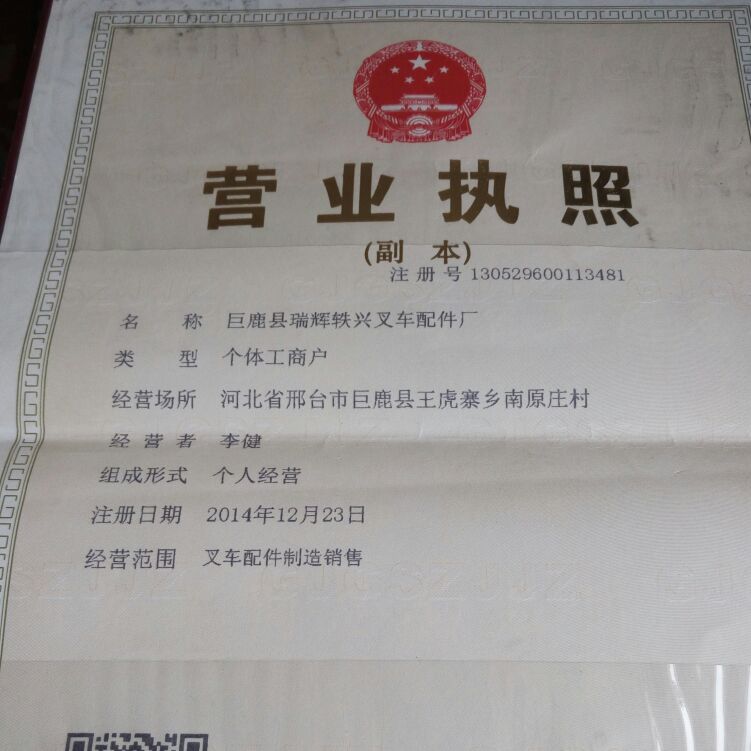 营业执照
(副 本)
注册号 130529600113481
名 称 巨鹿县瑞辉轶兴叉车配件厂
类 型 个体工商户
经营场所 河北省邢台市巨鹿县王虎寨乡南原庄村
经营者 李健
组成形式 个人经营
注册日期 2014年12月23日
经营范围 叉车配件制造销售